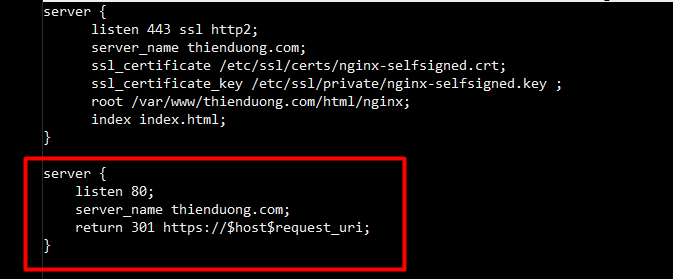 server {
listen 443 ssl http2;
server_name thienduong.com;
ssl_certificate /etc/ssl/certs/nginx-selfsigned.crt;
ssl_certificate_key /etc/ssl/private/nginx-selfsigned.key ;
root /var/www/thienduong.com/html/nginx;
index index.html;
}
server {
listen 80;
server_name thienduong.com;
return 301 https://$host$request_uri;
}